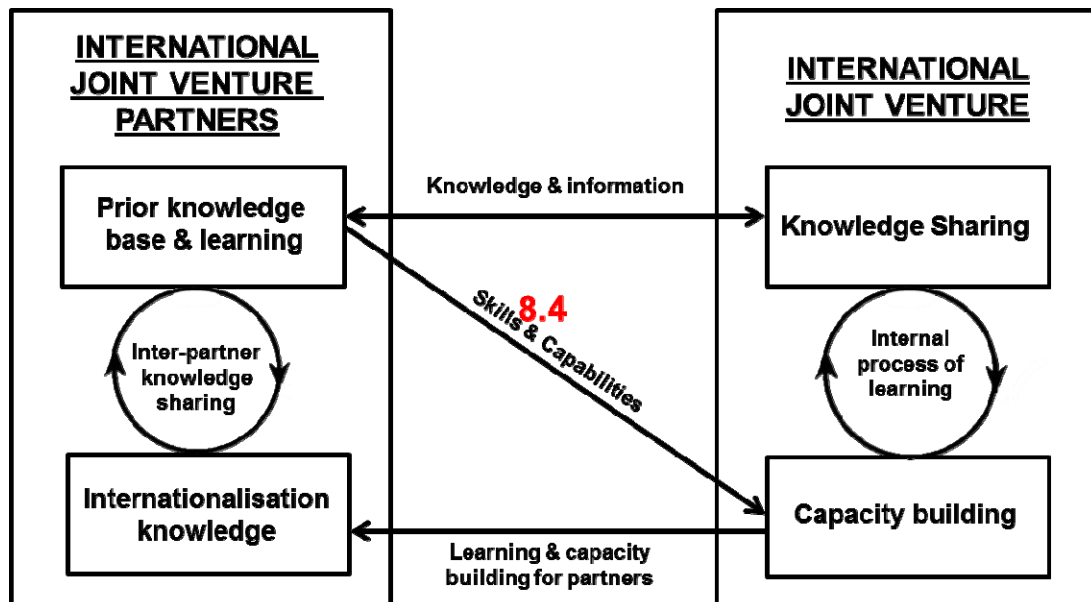 INTERNATIONAL
JOINT VENTURE
PARTNERS
Prior knowledge
base & learning
Inter-partner
knowledge
sharing
Internationalisation
knowledge
Knowledge & information
8.4
Skills & Capabilities
Learning & capacity
building for partners
INTERNATIONAL
JOINT VENTURE
Knowledge Sharing
Internal
process of
learning
Capacity building